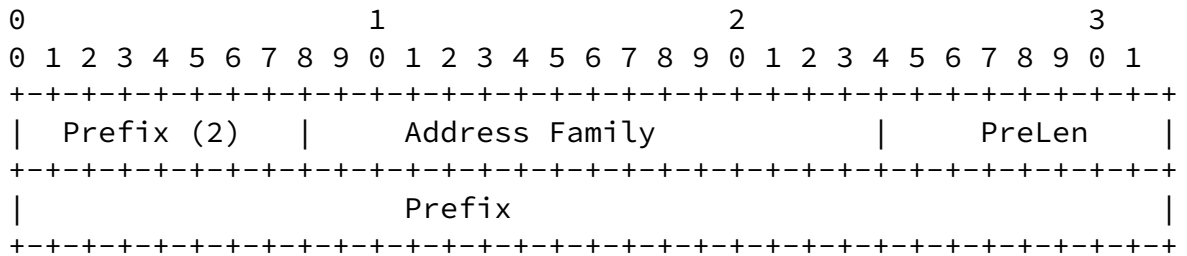 0                   1                   2                   3
0 1 2 3 4 5 6 7 8 9 0 1 2 3 4 5 6 7 8 9 0 1 2 3 4 5 6 7 8 9 0 1
+-+-+-+-+-+-+-+-+-+-+-+-+-+-+-+-+-+-+-+-+-+-+-+-+-+-+-+-+-+-+-+-+
|  Prefix (2)   |     Address Family            |     PreLen    |
+-+-+-+-+-+-+-+-+-+-+-+-+-+-+-+-+-+-+-+-+-+-+-+-+-+-+-+-+-+-+-+-+
|                     Prefix                                    |
+-+-+-+-+-+-+-+-+-+-+-+-+-+-+-+-+-+-+-+-+-+-+-+-+-+-+-+-+-+-+-+-+